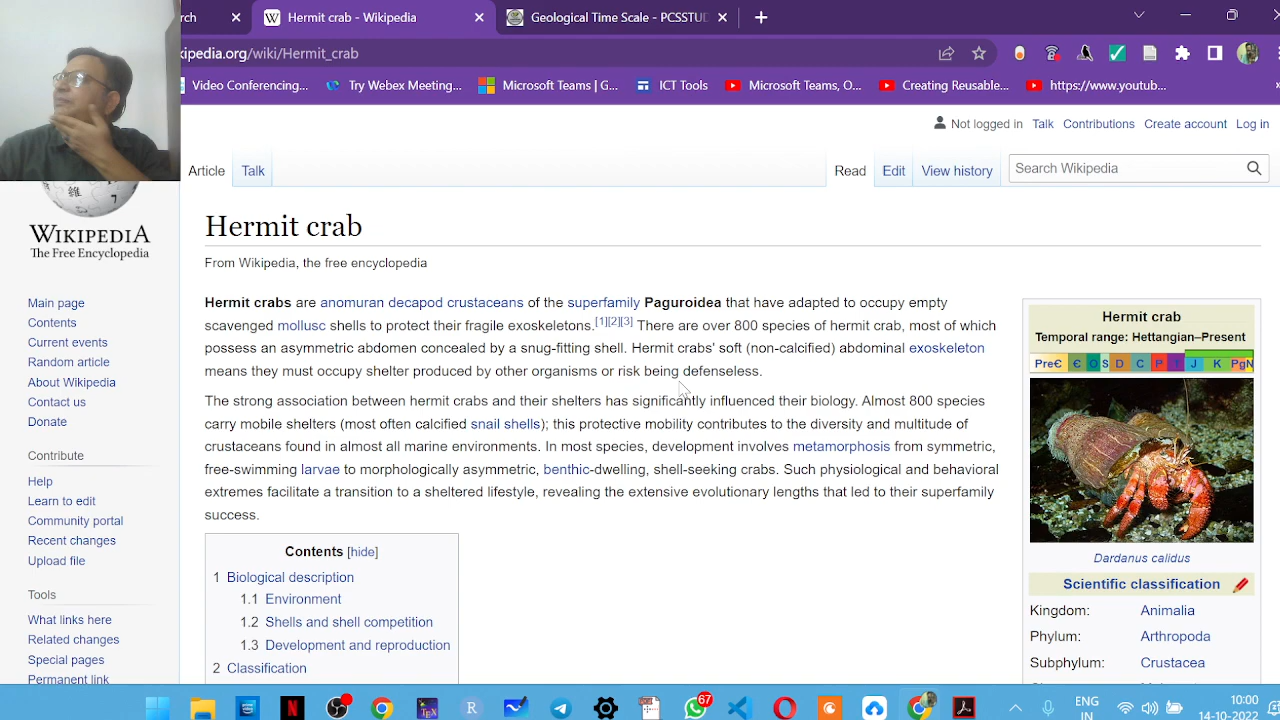 rch
Hermit crab - Wikipedia
Geological Time Scale - PCSSTUD
kipedia.org/wiki/Hermit_crab
Video Conferencing...
Try Webex Meeting...
Microsoft Teams | G...
ICT Tools
Microsoft Teams, O...
Creating Reusable...
https://www.youtub...
Not logged in Talk Contributions Create account Log in
Article Talk
Read Edit View history
Search Wikipedia
維
WIKIPEDIA
The Free Encyclopedia
Main page
Contents
Current events
Random article
About Wikipedia
Contact us
Donate
Contribute
Help
Learn to edit
Community portal
Recent changes
Upload file
Tools
What links here
Related changes
Special pages
Permanent link
Hermit crab
From Wikipedia, the free encyclopedia
Hermit crabs are anomuran decapod crustaceans of the superfamily Paguroidea that have adapted to occupy empty
scavenged mollusc shells to protect their fragile exoskeletons.[1][2][3] There are over 800 species of hermit crab, most of which
possess an asymmetric abdomen concealed by a snug-fitting shell. Hermit crabs' soft (non-calcified) abdominal exoskeleton
means they must occupy shelter produced by other organisms or risk being defenseless.
The strong association between hermit crabs and their shelters has significantly influenced their biology. Almost 800 species
carry mobile shelters (most often calcified snail shells); this protective mobility contributes to the diversity and multitude of
crustaceans found in almost all marine environments. In most species, development involves metamorphosis from symmetric,
free-swimming larvae to morphologically asymmetric, benthic-dwelling, shell-seeking crabs. Such physiological and behavioral
extremes facilitate a transition to a sheltered lifestyle, revealing the extensive evolutionary lengths that led to their superfamily
success.
Contents [hide]
1 Biological description
1.1 Environment
1.2 Shells and shell competition
1.3 Development and reproduction
2 Classification
Hermit crab
Temporal range: Hettangian–Present
PreꞒ Ꞓ O S D C P T J K PgN
Dardanus calidus
Scientific classification
Kingdom: Animalia
Phylum: Arthropoda
Subphylum: Crustacea
67
ENG
IN
10:00
14-10-2022